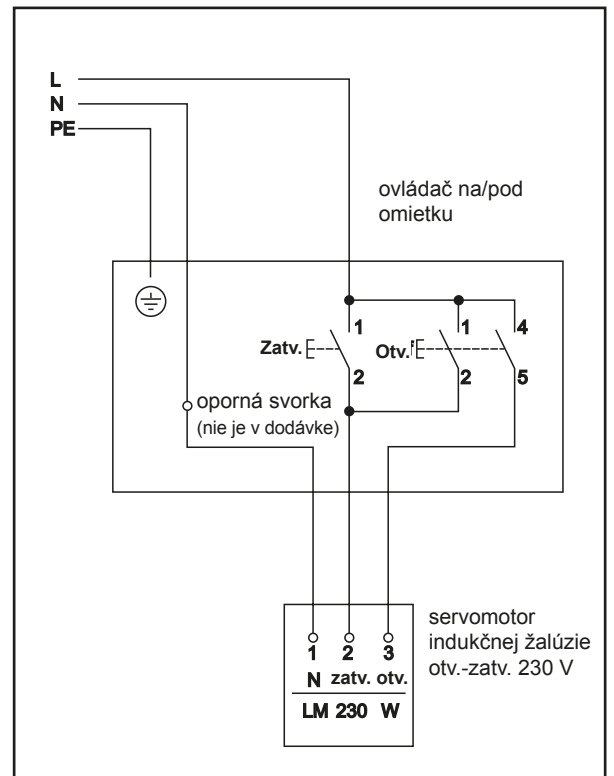 L
N
PE
ovládač na/pod
omietku
1
1
4
Zatv.
Otv.
2
2
5
oporná svorka
(nie je v dodávke)
servomotor
indukčnej žalúzie
otv.-zatv. 230 V
1 2 3
N zatv. otv.
LM 230 W